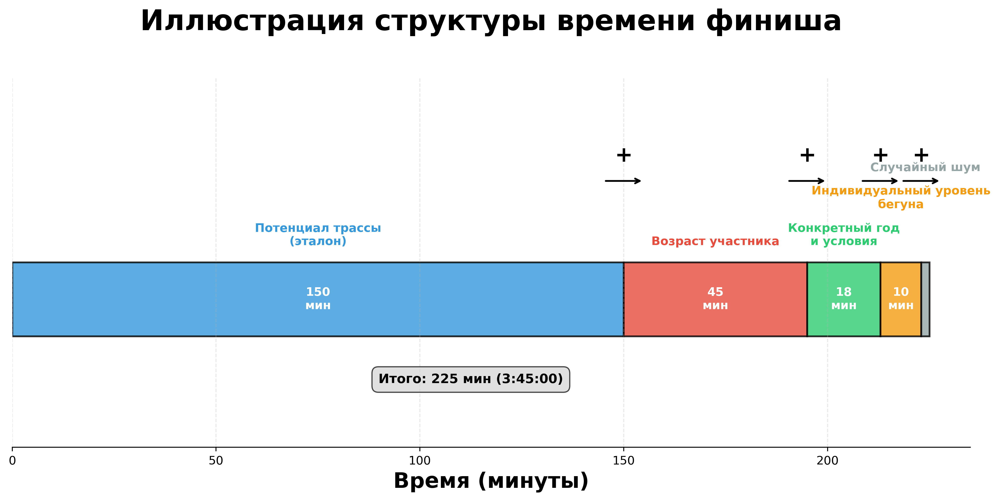 Иллюстрация структуры времени финиша
+ + + +
Случайный шум
Индивидуальный уровень
бегуна
Потенциал трассы
(эталон)
Возраст участника
Конкретный год
и условия
150
мин
45
мин
18
мин
10
мин
Итого: 225 мин (3:45:00)
0 50 100 150 200
Время (минуты)